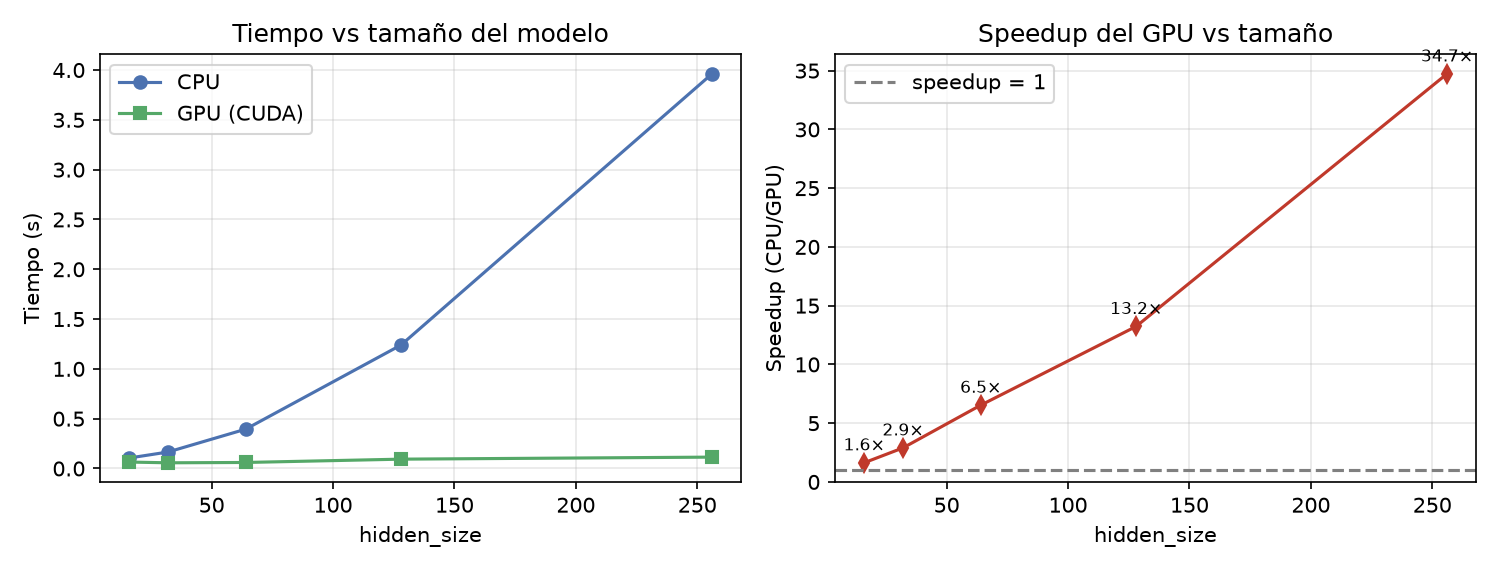 Tiempo vs tamaño del modelo
CPU
GPU (CUDA)
Tiempo (s)
4.0
3.5
3.0
2.5
2.0
1.5
1.0
0.5
0.0
50 100 150 200 250
hidden_size
Speedup del GPU vs tamaño
speedup = 1
Speedup (CPU/GPU)
35
30
25
20
15
10
5
0
1.6×
2.9×
6.5×
13.2×
34.7×
50 100 150 200 250
hidden_size